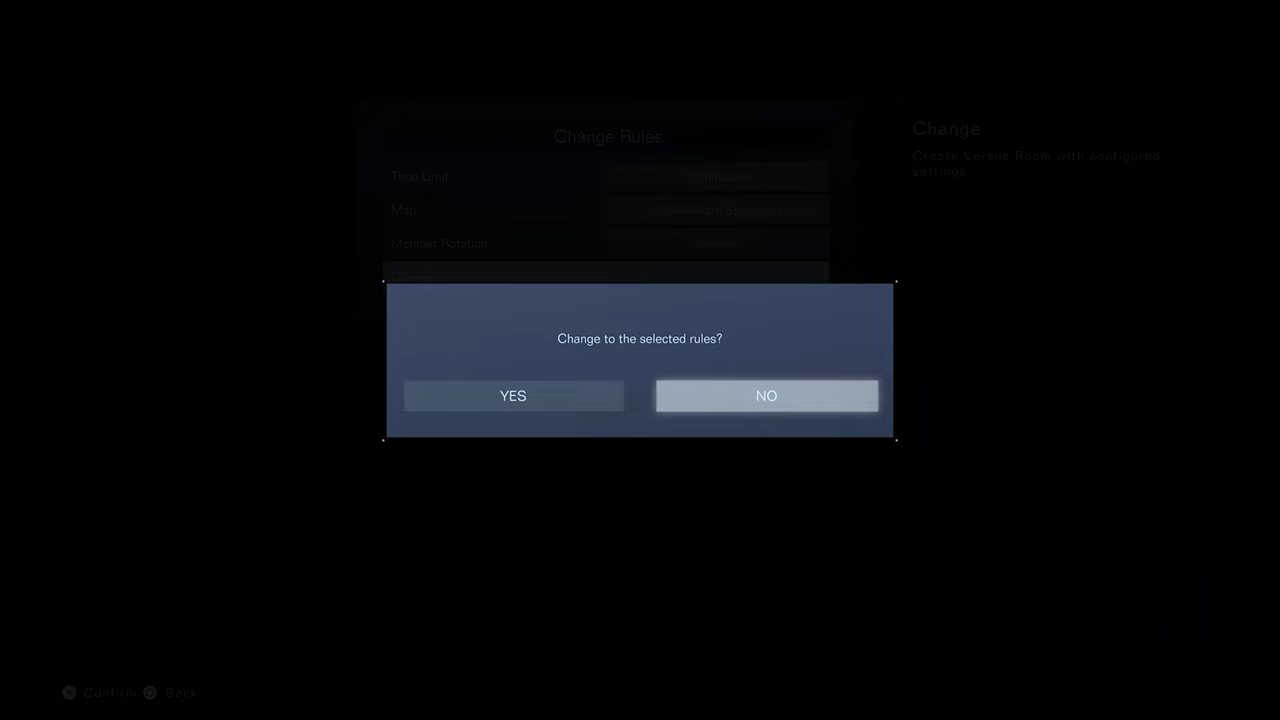 Change Rules
Time Limit
Map
Member Rotation
Change
Create Versus Room with configured
settings
Change to the selected rules?
YES
NO
Confirm
Back